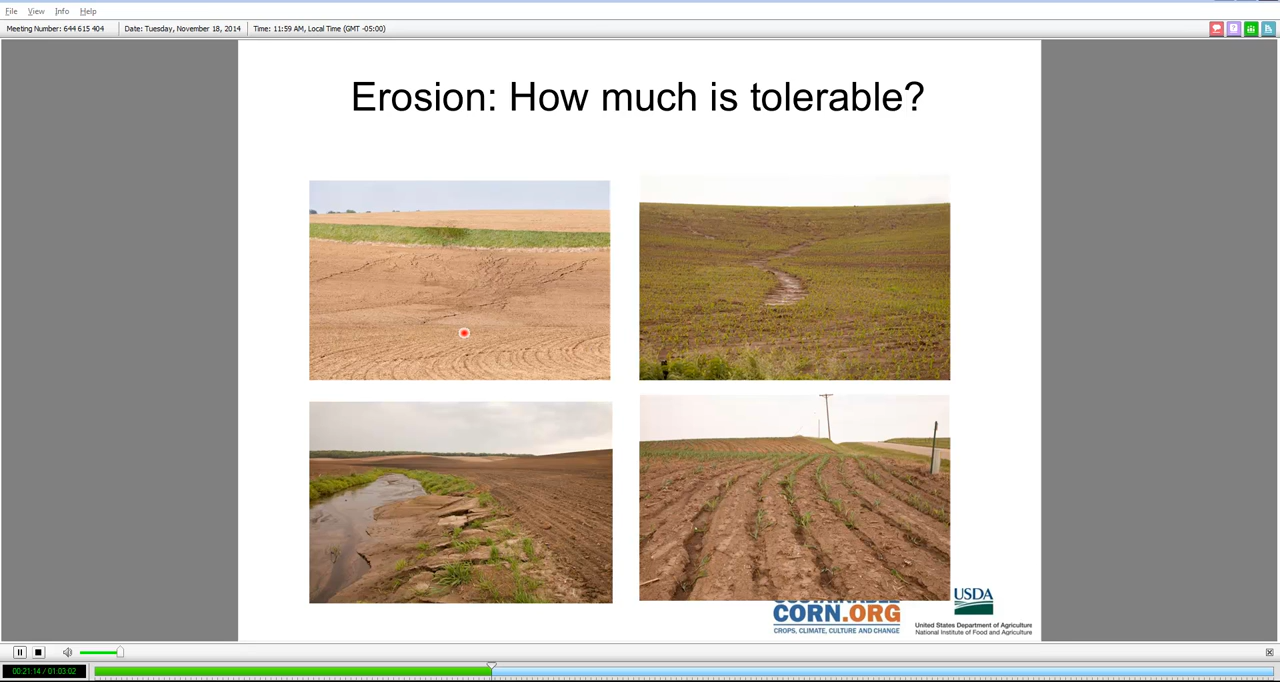 File View Info Help
Meeting Number: 644 615 404 Date: Tuesday, November 18, 2014 Time: 11:59 AM, Local Time (GMT -05:00)
Erosion: How much is tolerable?
USDA
CORN.ORG
CROPS, CLIMATE, CULTURE AND CHANGE
United States Department of Agriculture
National Institute of Food and Agriculture
00:21:14 / 01:03:02